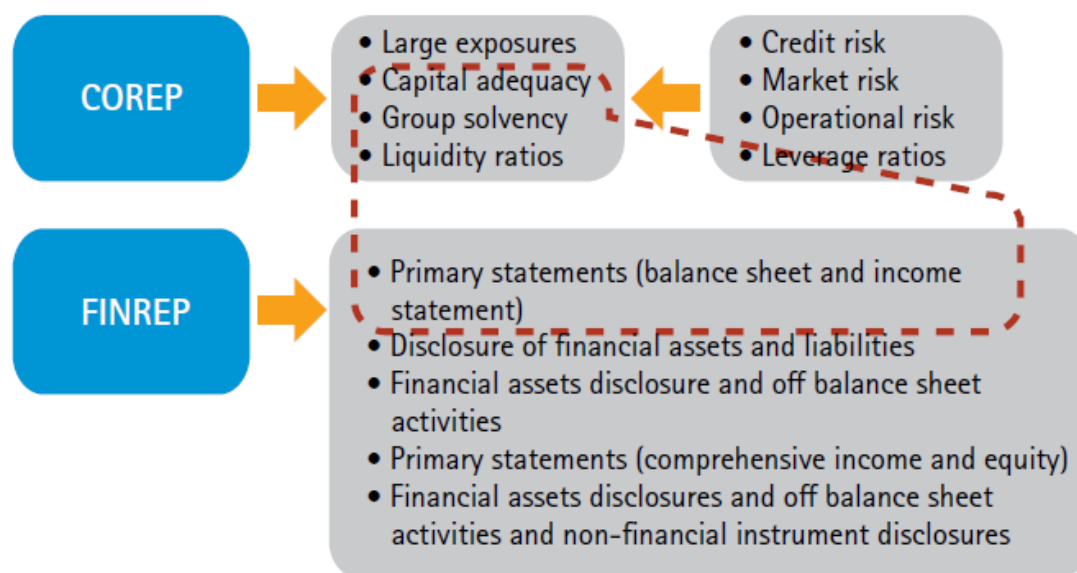 COREP
• Large exposures
• Capital adequacy
• Group solvency
• Liquidity ratios
• Credit risk
• Market risk
• Operational risk
• Leverage ratios
FINREP
• Primary statements (balance sheet and income
statement)
• Disclosure of financial assets and liabilities
• Financial assets disclosure and off balance sheet
activities
• Primary statements (comprehensive income and equity)
• Financial assets disclosures and off balance sheet
activities and non-financial instrument disclosures